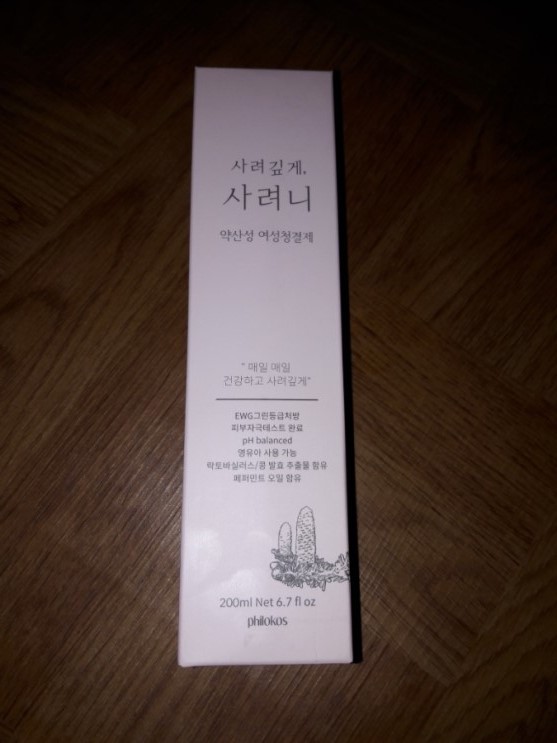 사려깊게,
사려니
약산성 여성청결제
" 매일 매일
건강하고 사려깊게"
EWG그린등급처방
피부자극테스트 완료
pH balanced
영유아 사용 가능
락토바실러스/콩 발효 추출물 함유
페퍼민트 오일 함유
200ml Net 6.7 fl oz
philokos